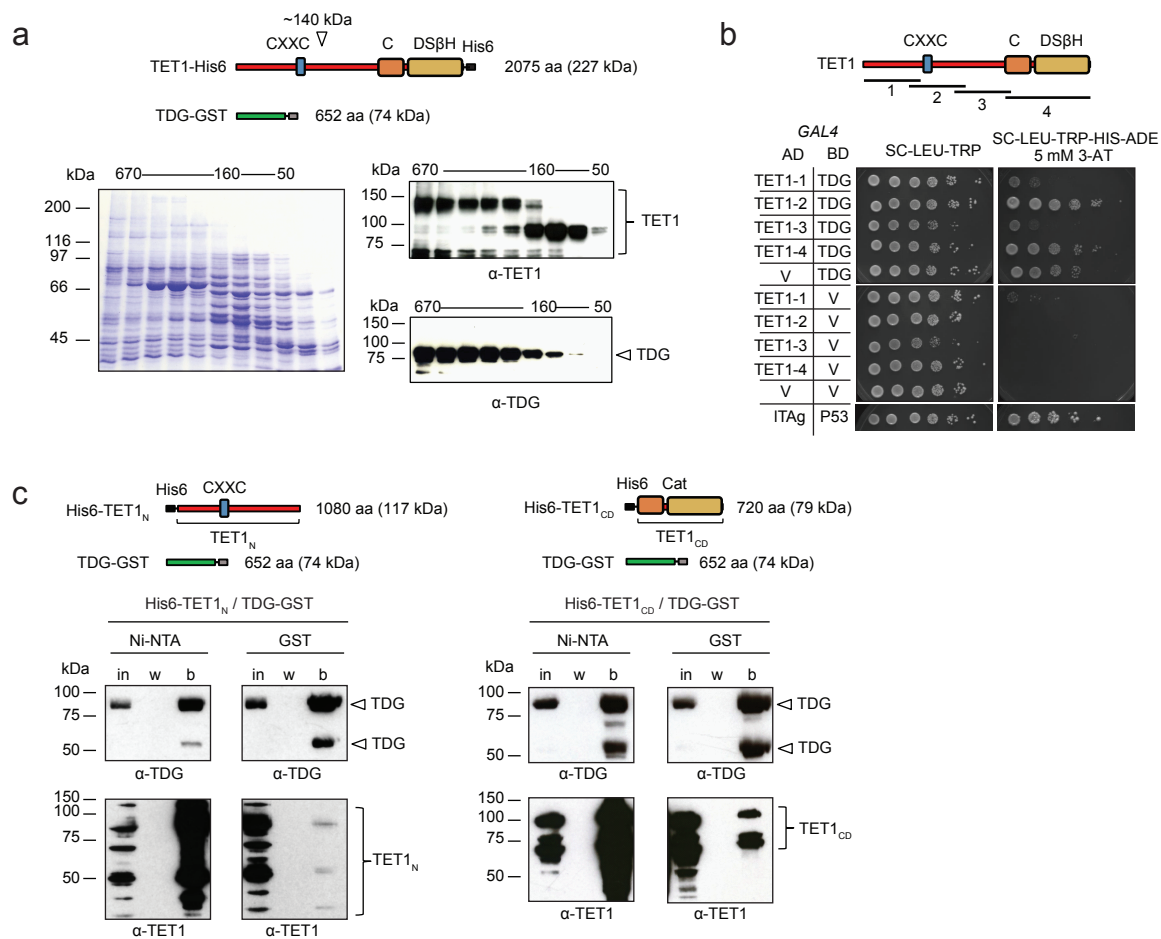 a
~140 kDa
CXXC
C
DSβH
His6
TET1-His6
2075 aa (227 kDa)
TDG-GST
652 aa (74 kDa)
kDa
670
160
50
200
116
97
66
45
kDa
670
160
50
150
100
75
TET1
α-TET1
670
160
50
150
100
75
TDG
α-TDG
b
CXXC
C
DSβH
TET1
1
2
3
4
GAL4
AD BD
SC-LEU-TRP
SC-LEU-TRP-HIS-ADE
5 mM 3-AT
TET1-1 TDG
TET1-2 TDG
TET1-3 TDG
TET1-4 TDG
V TDG
TET1-1 V
TET1-2 V
TET1-3 V
TET1-4 V
V V
lTAg P53
c
His6
CXXC
His6-TET1N
1080 aa (117 kDa)
TET1N
TDG-GST
652 aa (74 kDa)
His6-TET1N / TDG-GST
Ni-NTA
GST
kDa
in w b
in w b
100
75
50
TDG
TDG
α-TDG
α-TDG
150
100
75
50
TET1N
α-TET1
α-TET1
His6 Cat
His6-TET1CD
720 aa (79 kDa)
TET1CD
TDG-GST
652 aa (74 kDa)
His6-TET1CD / TDG-GST
Ni-NTA
GST
kDa
in w b
in w b
100
75
50
TDG
TDG
α-TDG
α-TDG
150
100
75
50
TET1CD
α-TET1
α-TET1